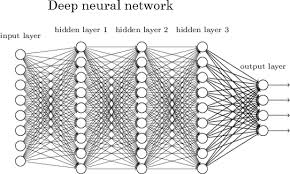 Deep neural network
hidden layer 1 hidden layer 2 hidden layer 3
input layer
output layer